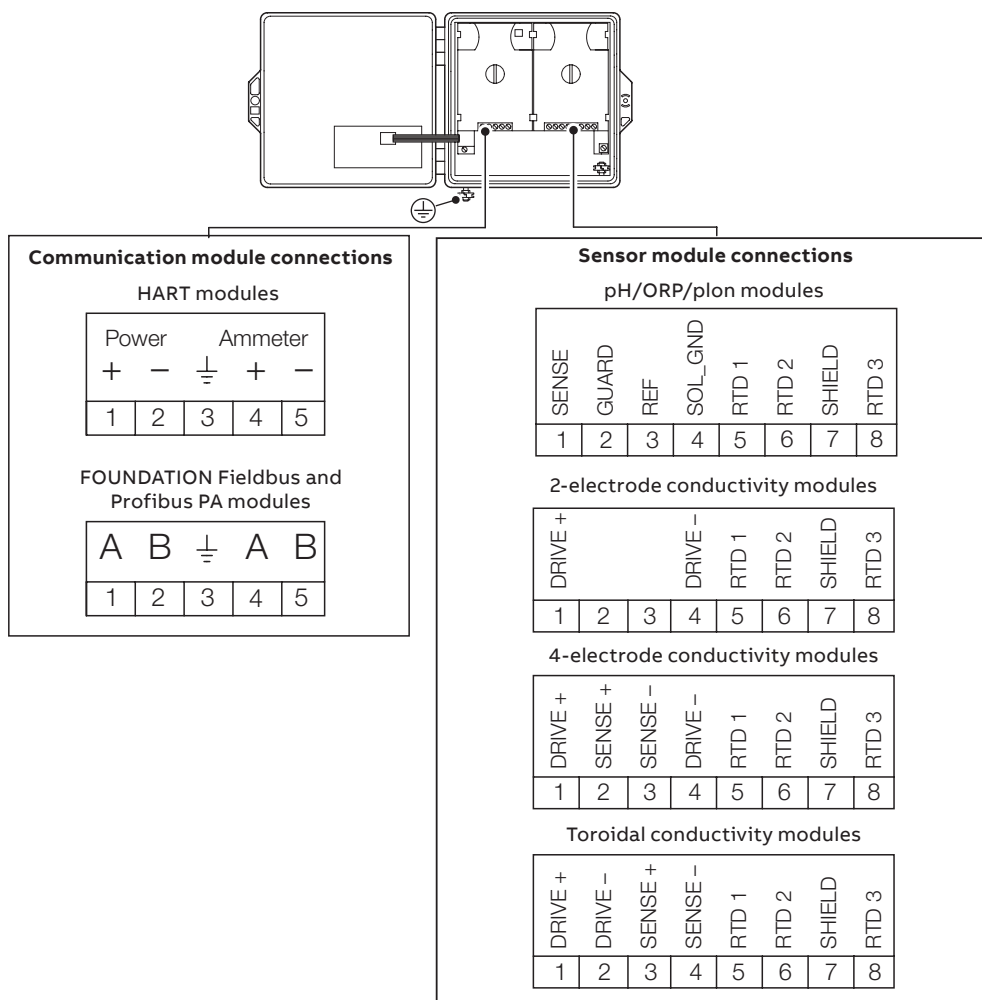 Communication module connections
HART modules
Power Ammeter
+ − ⏚ + −
1 2 3 4 5
FOUNDATION Fieldbus and
Profibus PA modules
A B ⏚ A B
1 2 3 4 5
Sensor module connections
pH/ORP/pIon modules
SENSE GUARD REF SOL_GND RTD 1 RTD 2 SHIELD RTD 3
1 2 3 4 5 6 7 8
2-electrode conductivity modules
DRIVE + DRIVE − RTD 1 RTD 2 SHIELD RTD 3
1 2 3 4 5 6 7 8
4-electrode conductivity modules
DRIVE + SENSE + SENSE − DRIVE − RTD 1 RTD 2 SHIELD RTD 3
1 2 3 4 5 6 7 8
Toroidal conductivity modules
DRIVE + DRIVE − SENSE + SENSE − RTD 1 RTD 2 SHIELD RTD 3
1 2 3 4 5 6 7 8